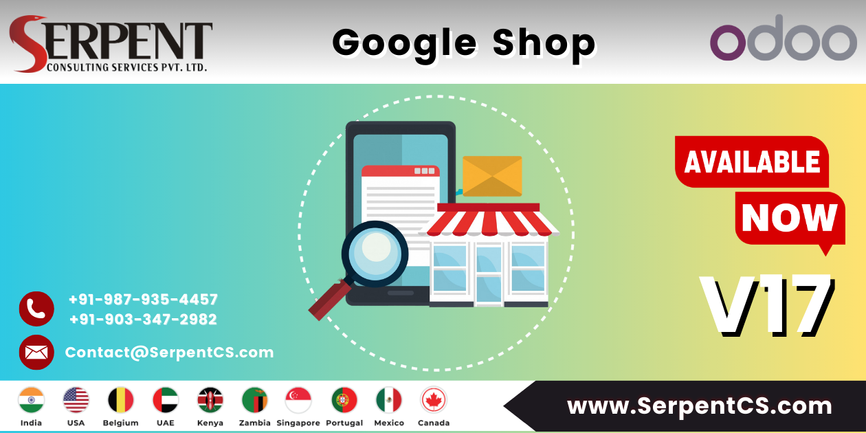 SERPENT
CONSULTING SERVICES PVT. LTD.
Google Shop
odoo
AVAILABLE
NOW
V17
+91-987-935-4457
+91-903-347-2982
Contact@SerpentCS.com
India USA Belgium UAE Kenya Zambia Singapore Portugal Mexico Canada
www.SerpentCS.com